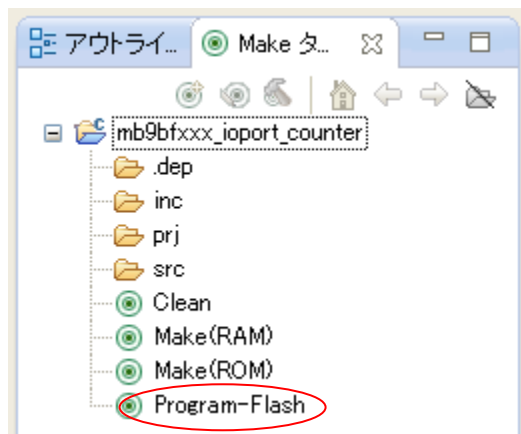 アウトライ... Make タ...
mb9bfxxx_ioport_counter
.dep
inc
prj
src
Clean
Make(RAM)
Make(ROM)
Program-Flash